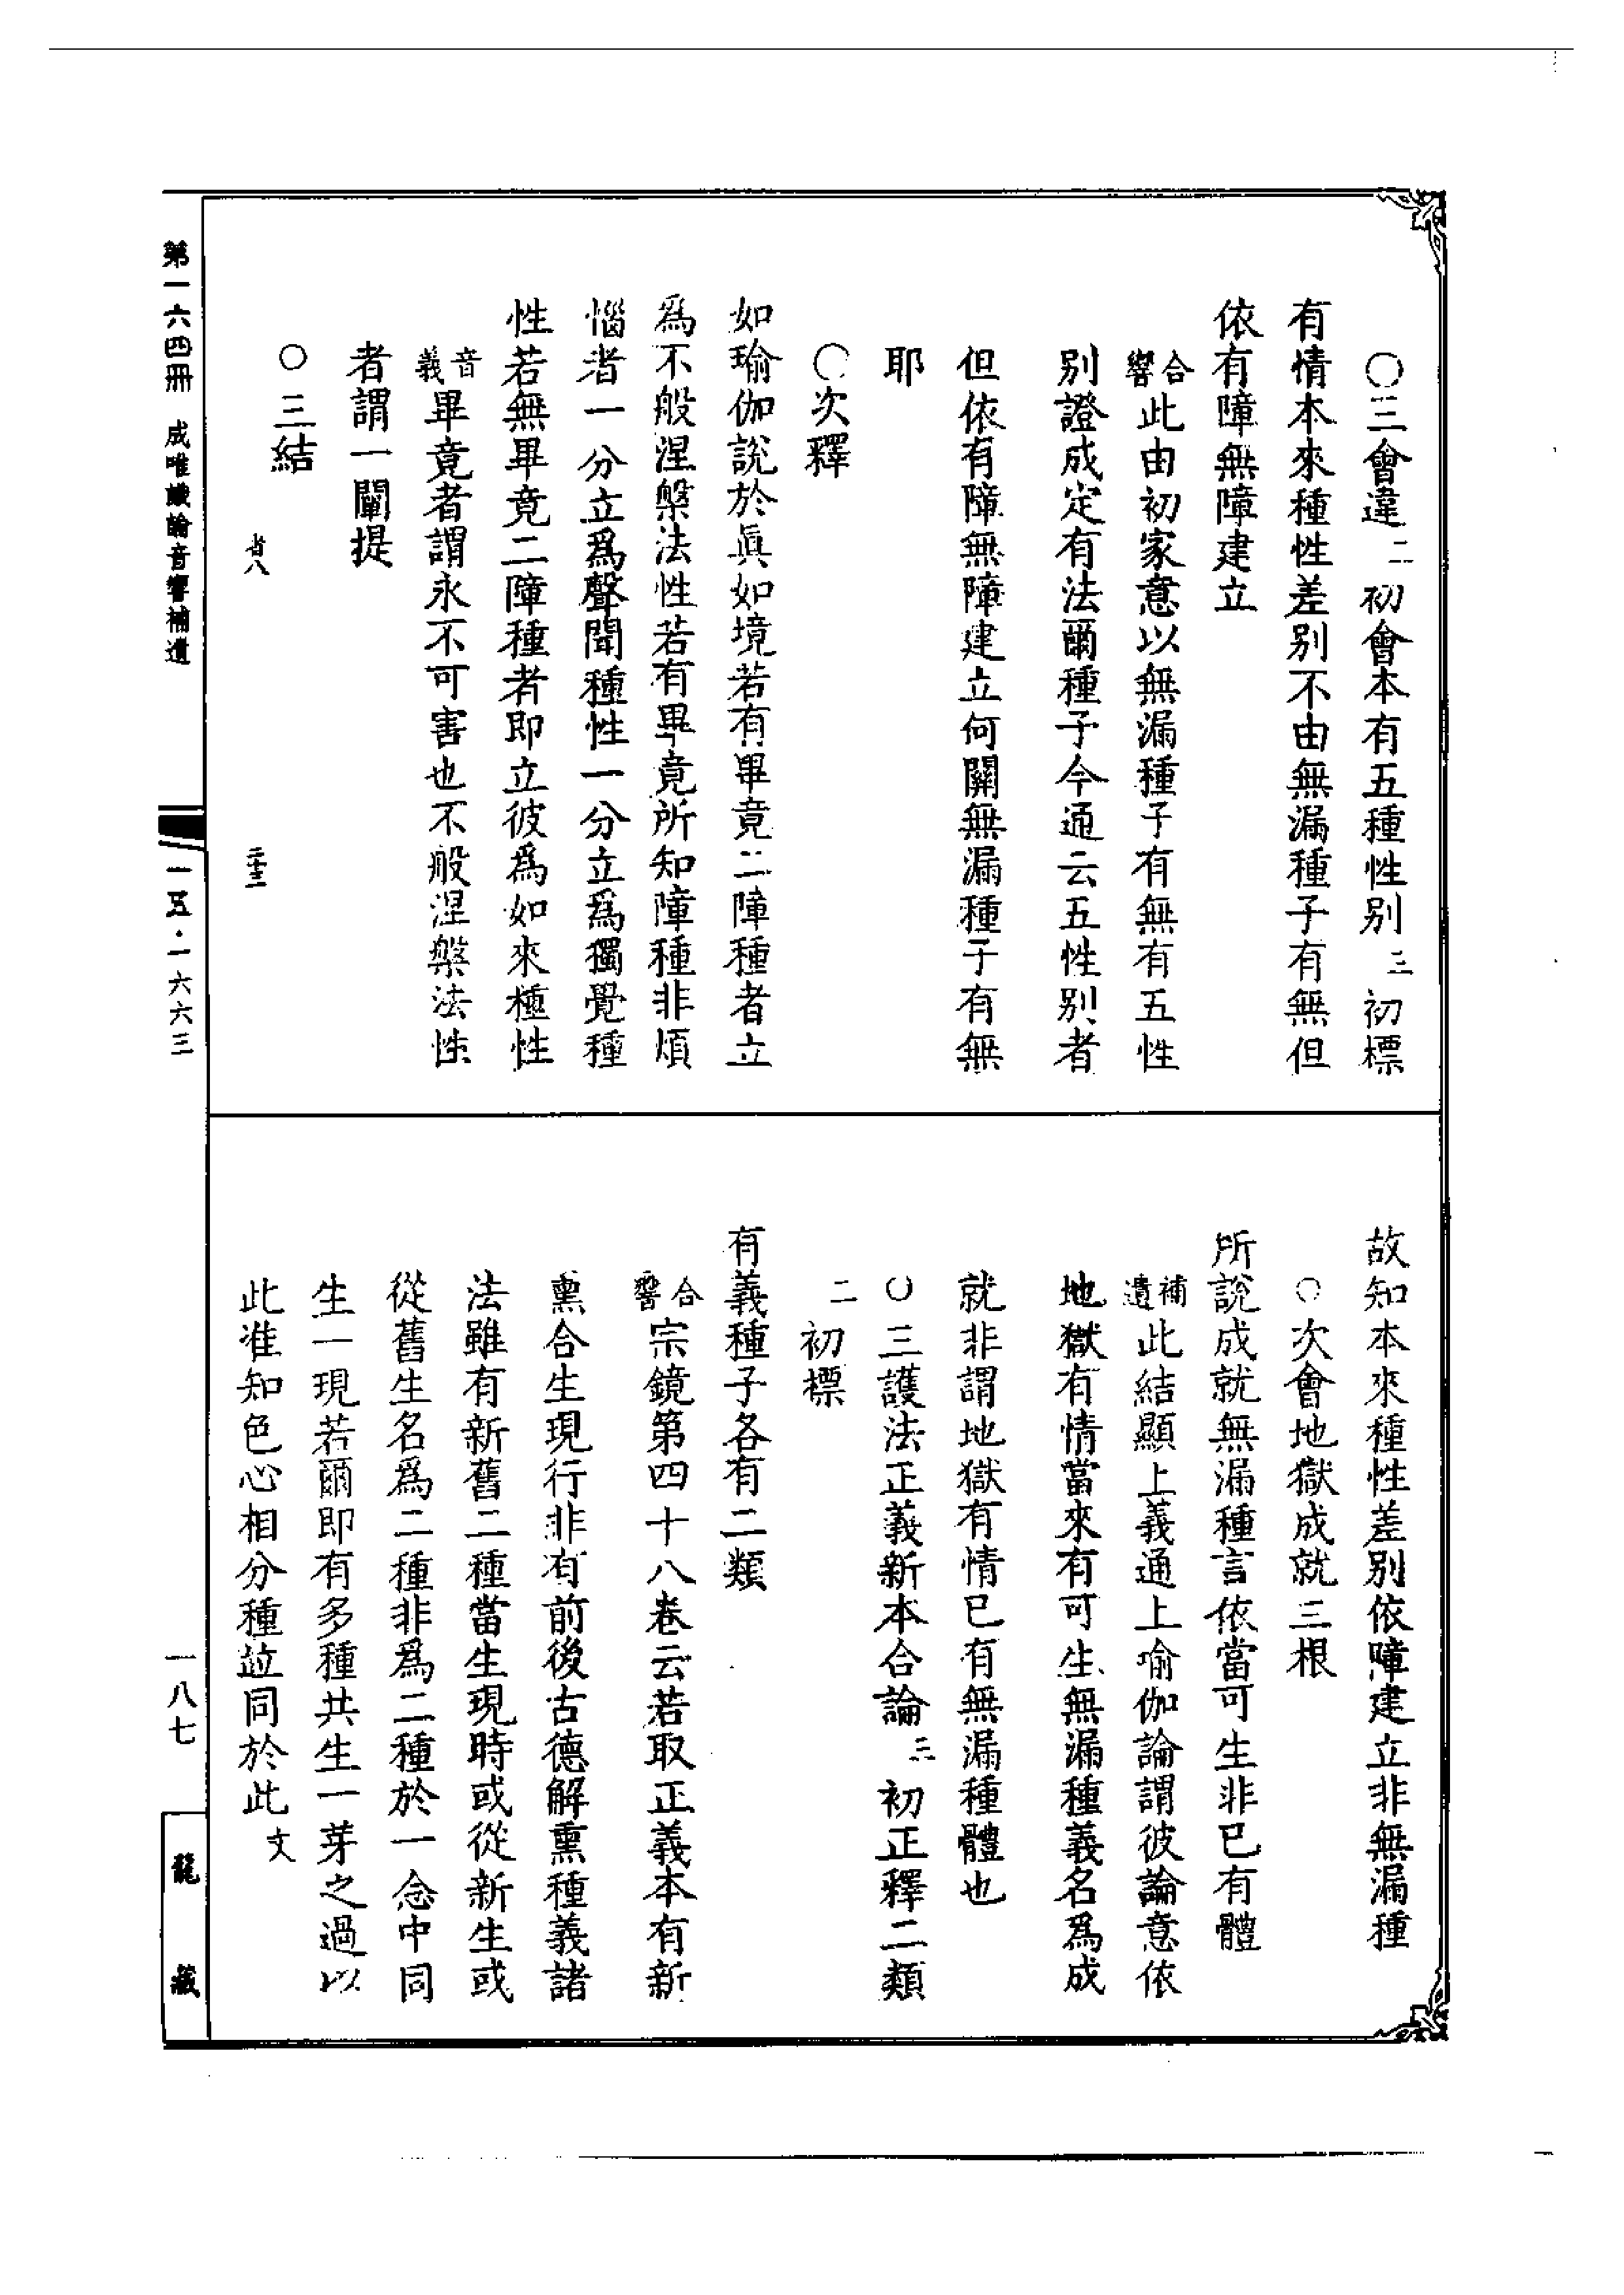 〇三會違二初會本有五種性別三初標
有情本來種性差別不由無漏種子有無但
依有障無障建立
合響此由初家意以無漏種子有無有五性
別證成定有法爾種子今通云五性別者
但依有障無障建立何關無漏種子有無
耶
〇次釋
如瑜伽說於眞如境若有畢竟二障種者立
爲不般涅槃法性若有畢竟所知障種非煩
惱者一分立爲聲聞種性一分立爲獨覺種
性若無畢竟二障種者即立彼爲如來種性
音義畢竟者謂永不可害也不般涅槃法性
者謂一闡提
〇三結
故知本來種性差別依障建立非無漏種
〇次會地獄成就三根
所說成就無漏種言依當可生非已有體
補遺此結顯上義通上喻伽論謂彼論意依
地獄有情當來有可生無漏種義名爲成
就非謂地獄有情已有無漏種體也
〇三護法正義新本合論三初正釋二類
二初標
有義種子各有二類
合響宗鏡第四十八卷云若取正義本有新
熏合生現行非有前後古德解熏種義諸
法雖有新舊二種當生現時或從新生或
從舊生名爲二種非爲二種於一念中同
生一現若爾即有多種共生一芽之過以
此准知色心相分種竝同於此文
第一六四冊 成唯識論音響補遺
一五·一六六三
一八七
龍藏